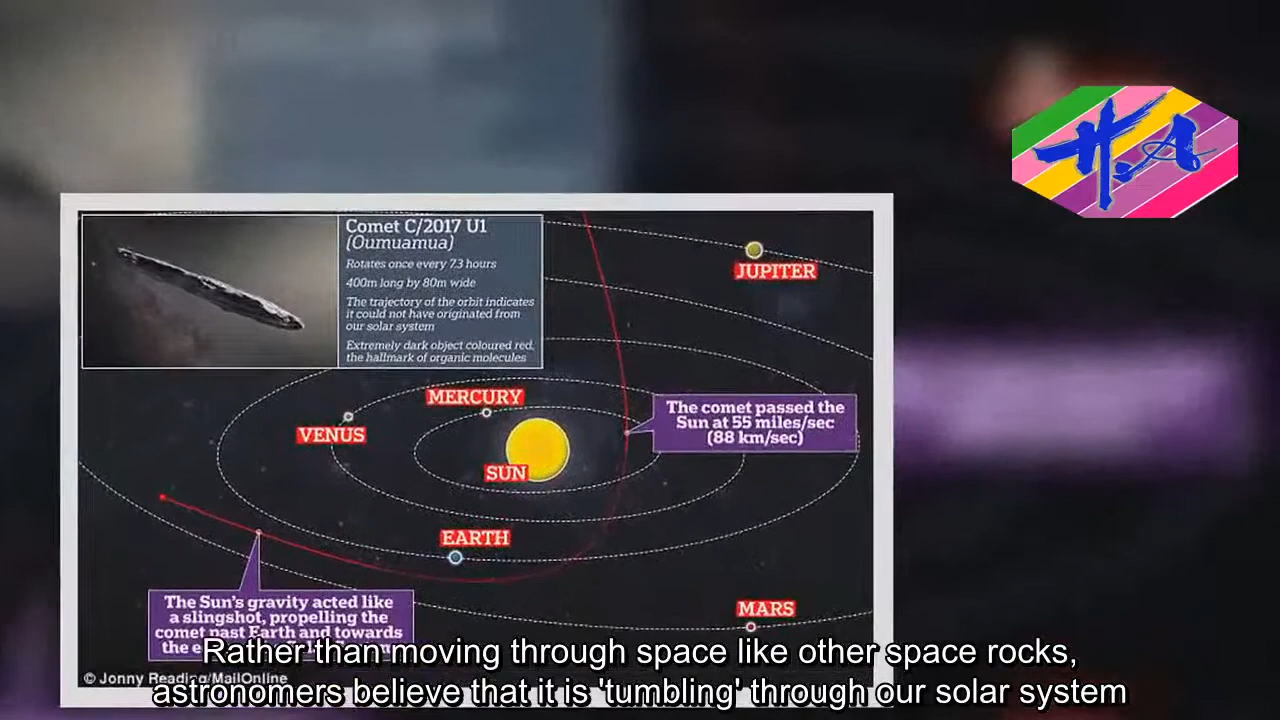 H.A
Comet C/2017 U1
(Oumuamua)
Rotates once every 7.3 hours
400m long by 80m wide
The trajectory of the orbit indicates
it could not have originated from
our solar system
Extremely dark object coloured red,
the hallmark of organic molecules
JUPITER
MERCURY
VENUS
The comet passed the
Sun at 55 miles/sec
(88 km/sec)
SUN
EARTH
The Sun's gravity acted like
a slingshot, propelling the
comet past Earth and towards
the
MARS
© Jonny Reading/MailOnline
Rather than moving through space like other space rocks,
astronomers believe that it is 'tumbling' through our solar system